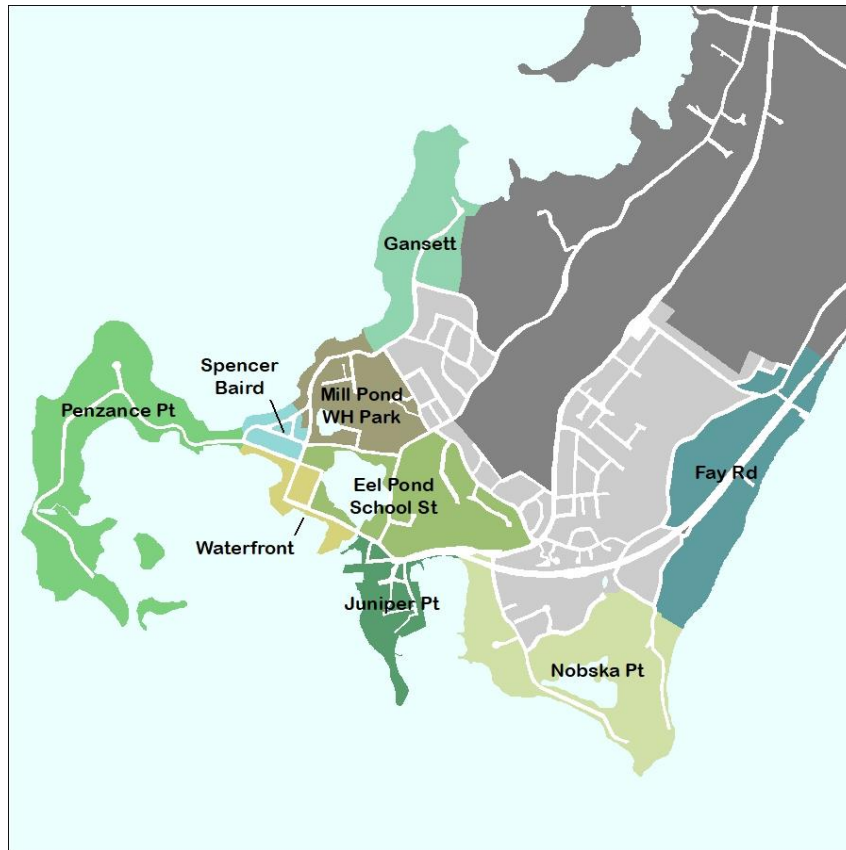 Gansett
Spencer
Baird
Penzance Pt
Mill Pond
WH Park
Eel Pond
School St
Fay Rd
Waterfront
Juniper Pt
Nobska Pt